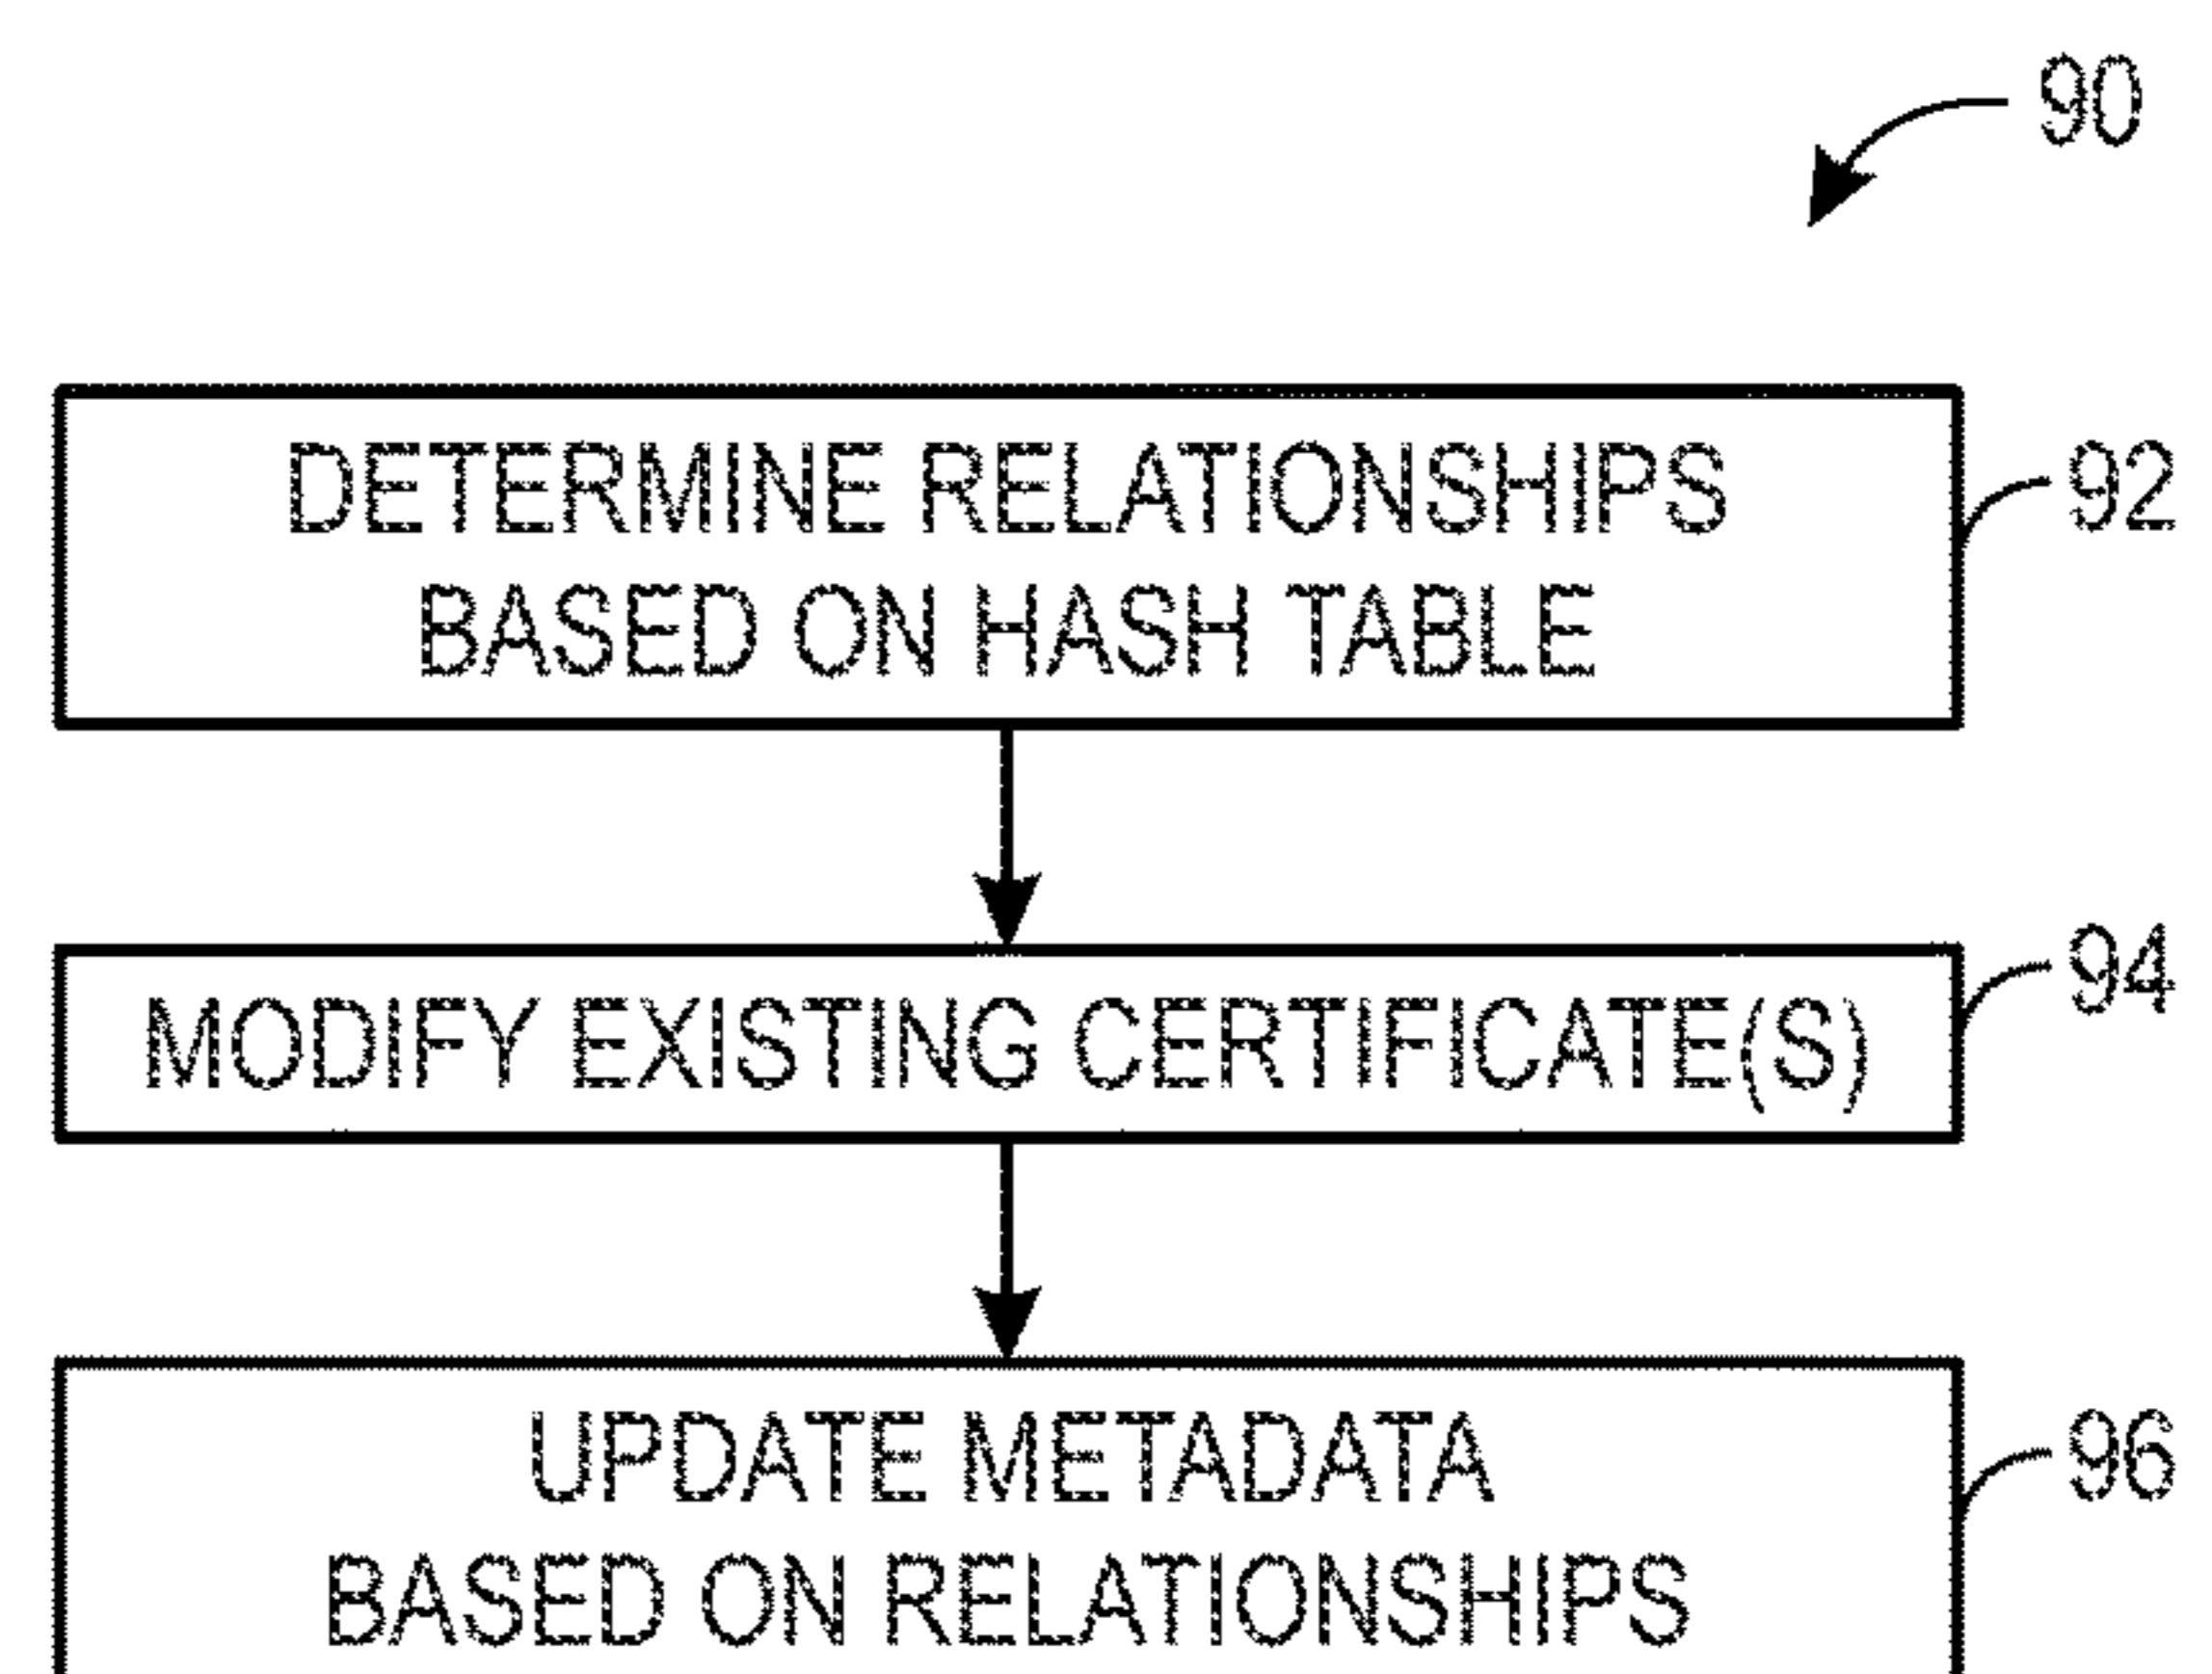 90
DETERMINE RELATIONSHIPS
BASED ON HASH TABLE
92
MODIFY EXISTING CERTIFICATE(S)
94
UPDATE METADATA
BASED ON RELATIONSHIPS
96